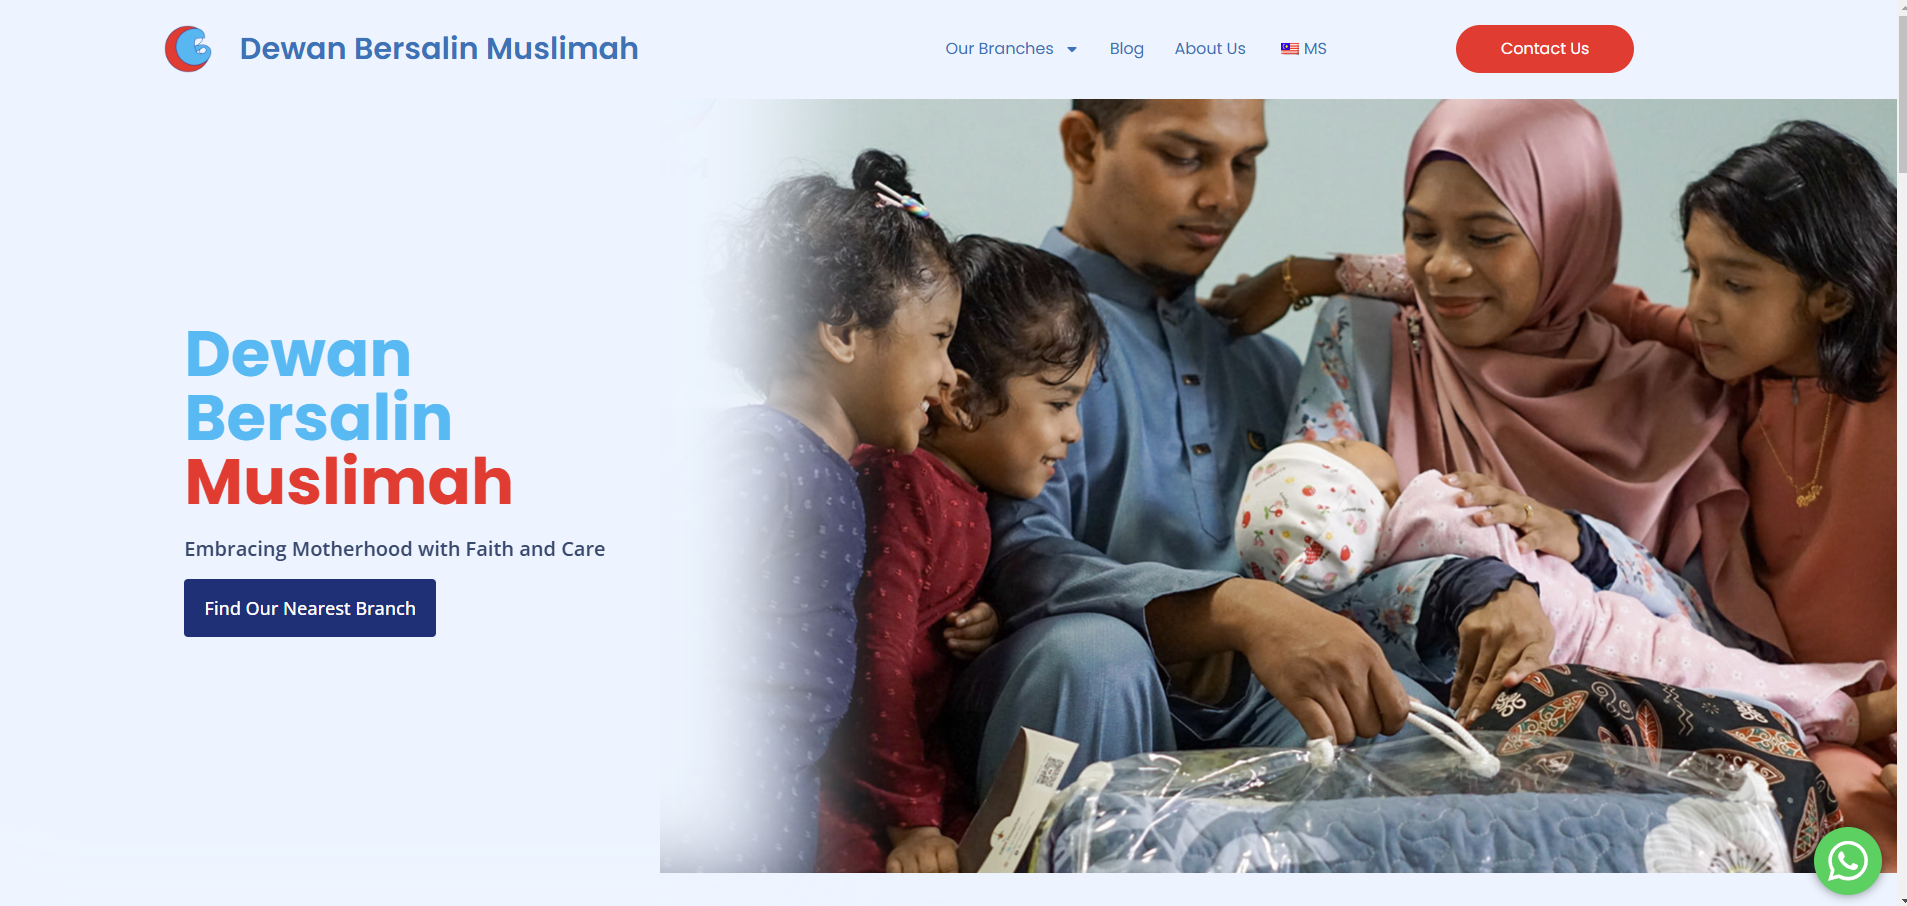 Dewan Bersalin Muslimah
Our Branches
Blog
About Us
MS
Contact Us
Dewan
Bersalin
Muslimah
Embracing Motherhood with Faith and Care
Find Our Nearest Branch